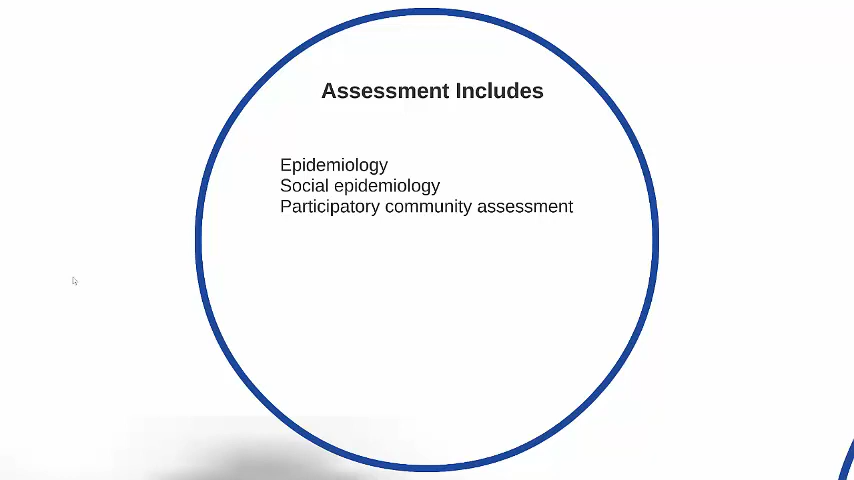 Assessment Includes
Epidemiology
Social epidemiology
Participatory community assessment